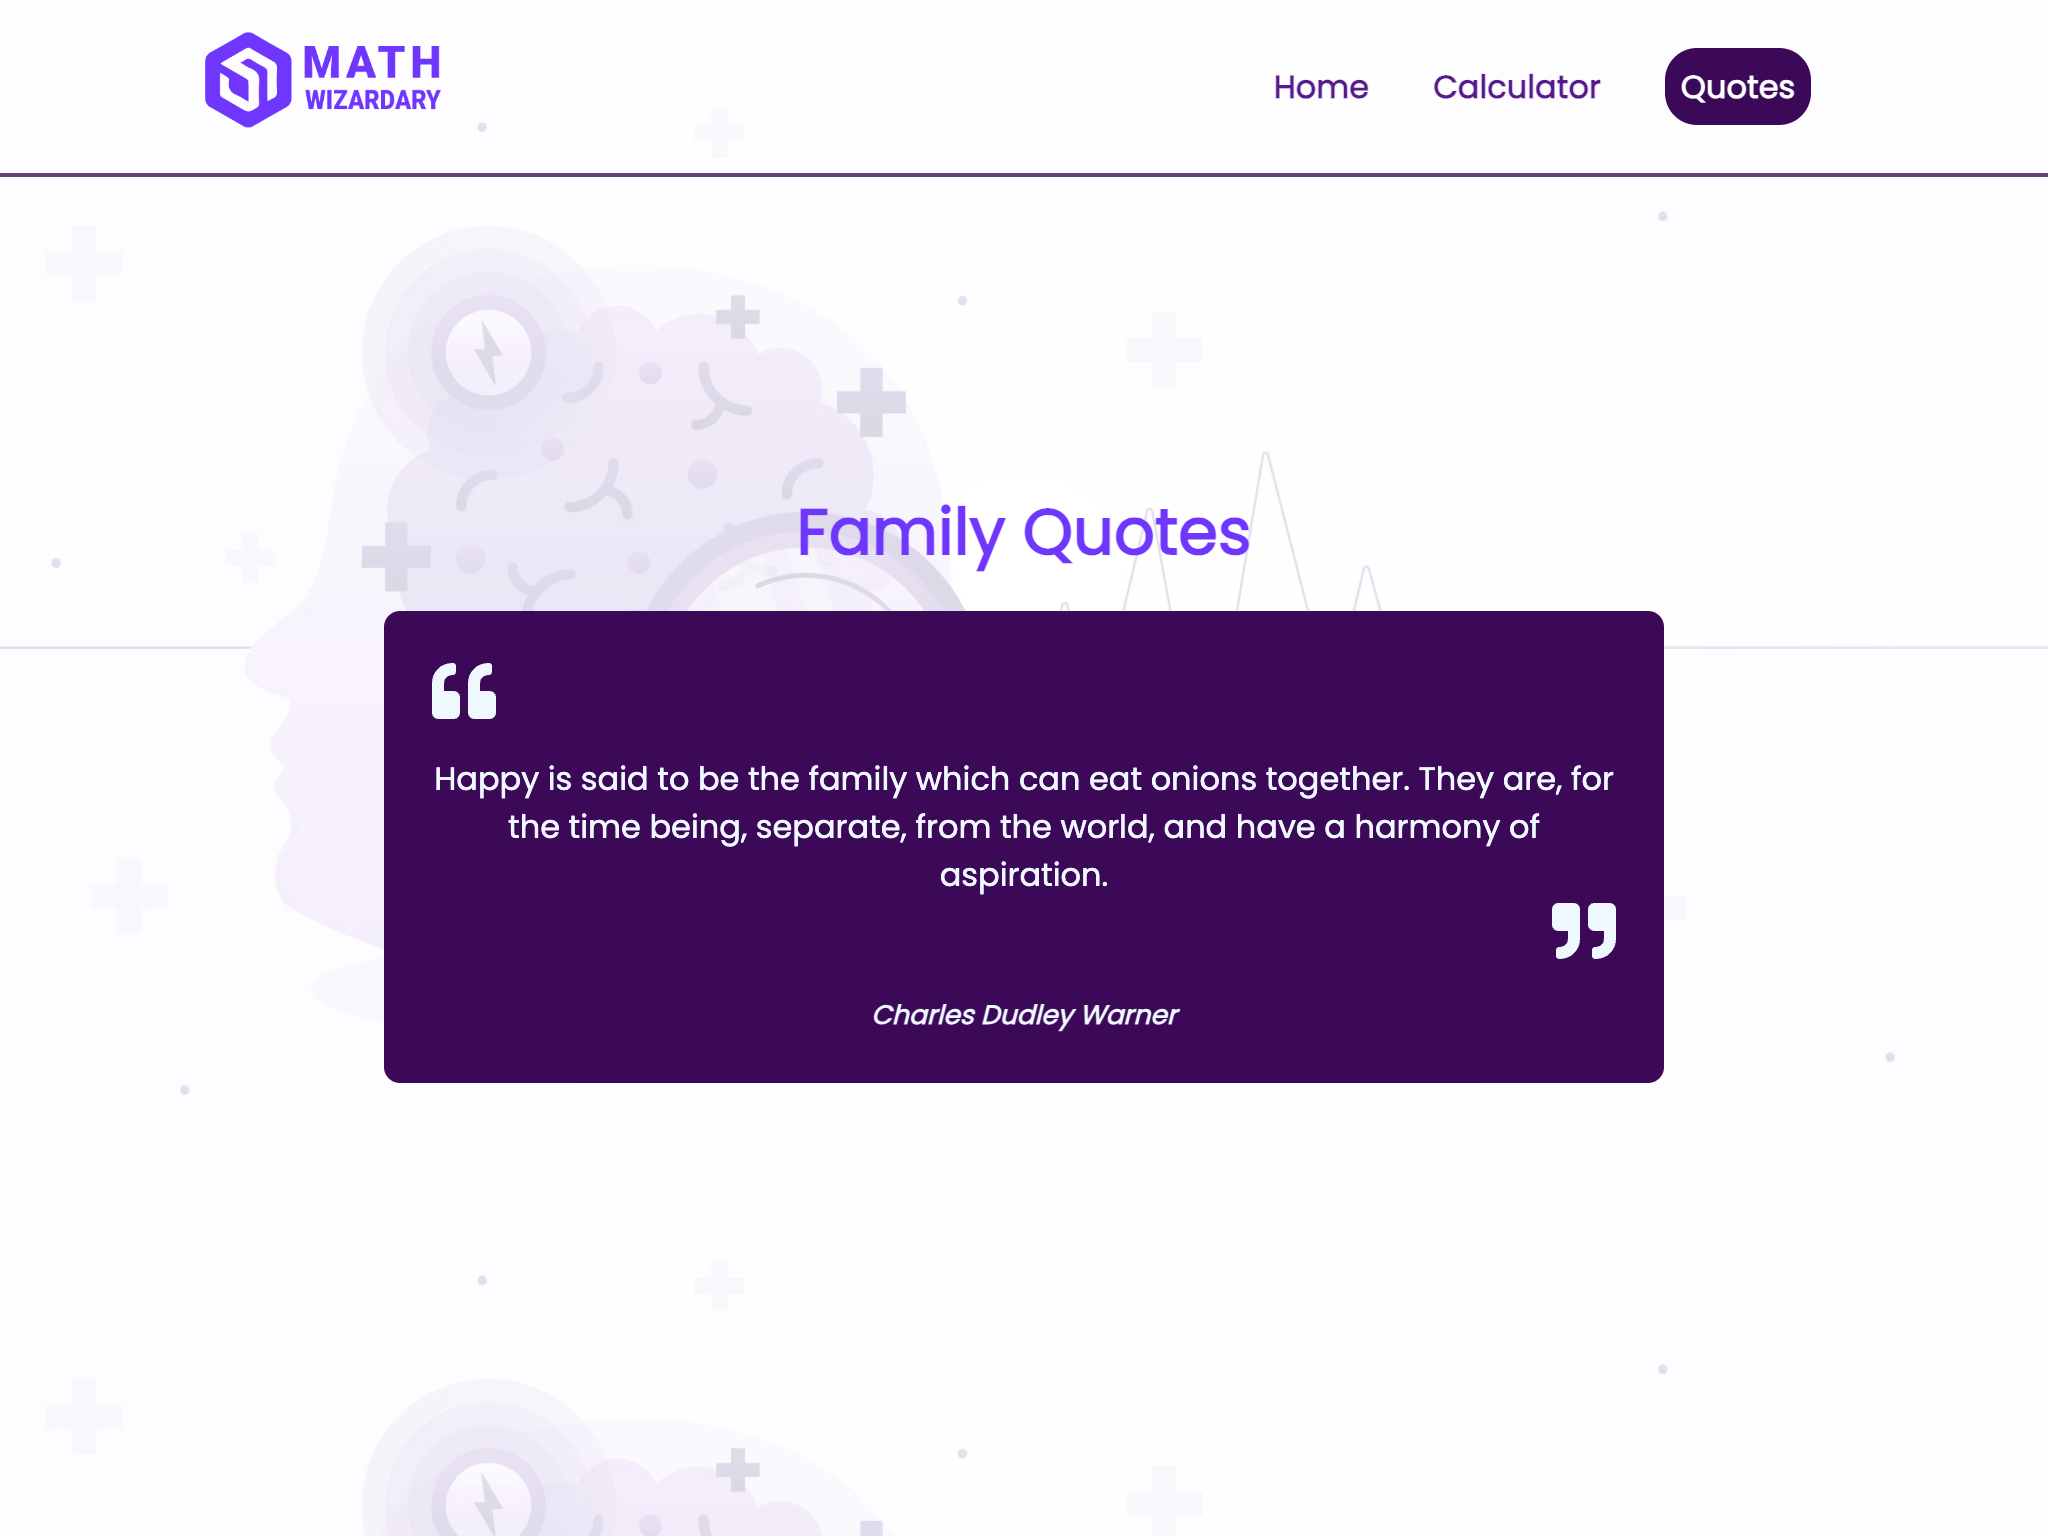 MATH
WIZARDARY
Home
Calculator
Quotes
Family Quotes
Happy is said to be the family which can eat onions together. They are, for
the time being, separate, from the world, and have a harmony of
aspiration.
Charles Dudley Warner